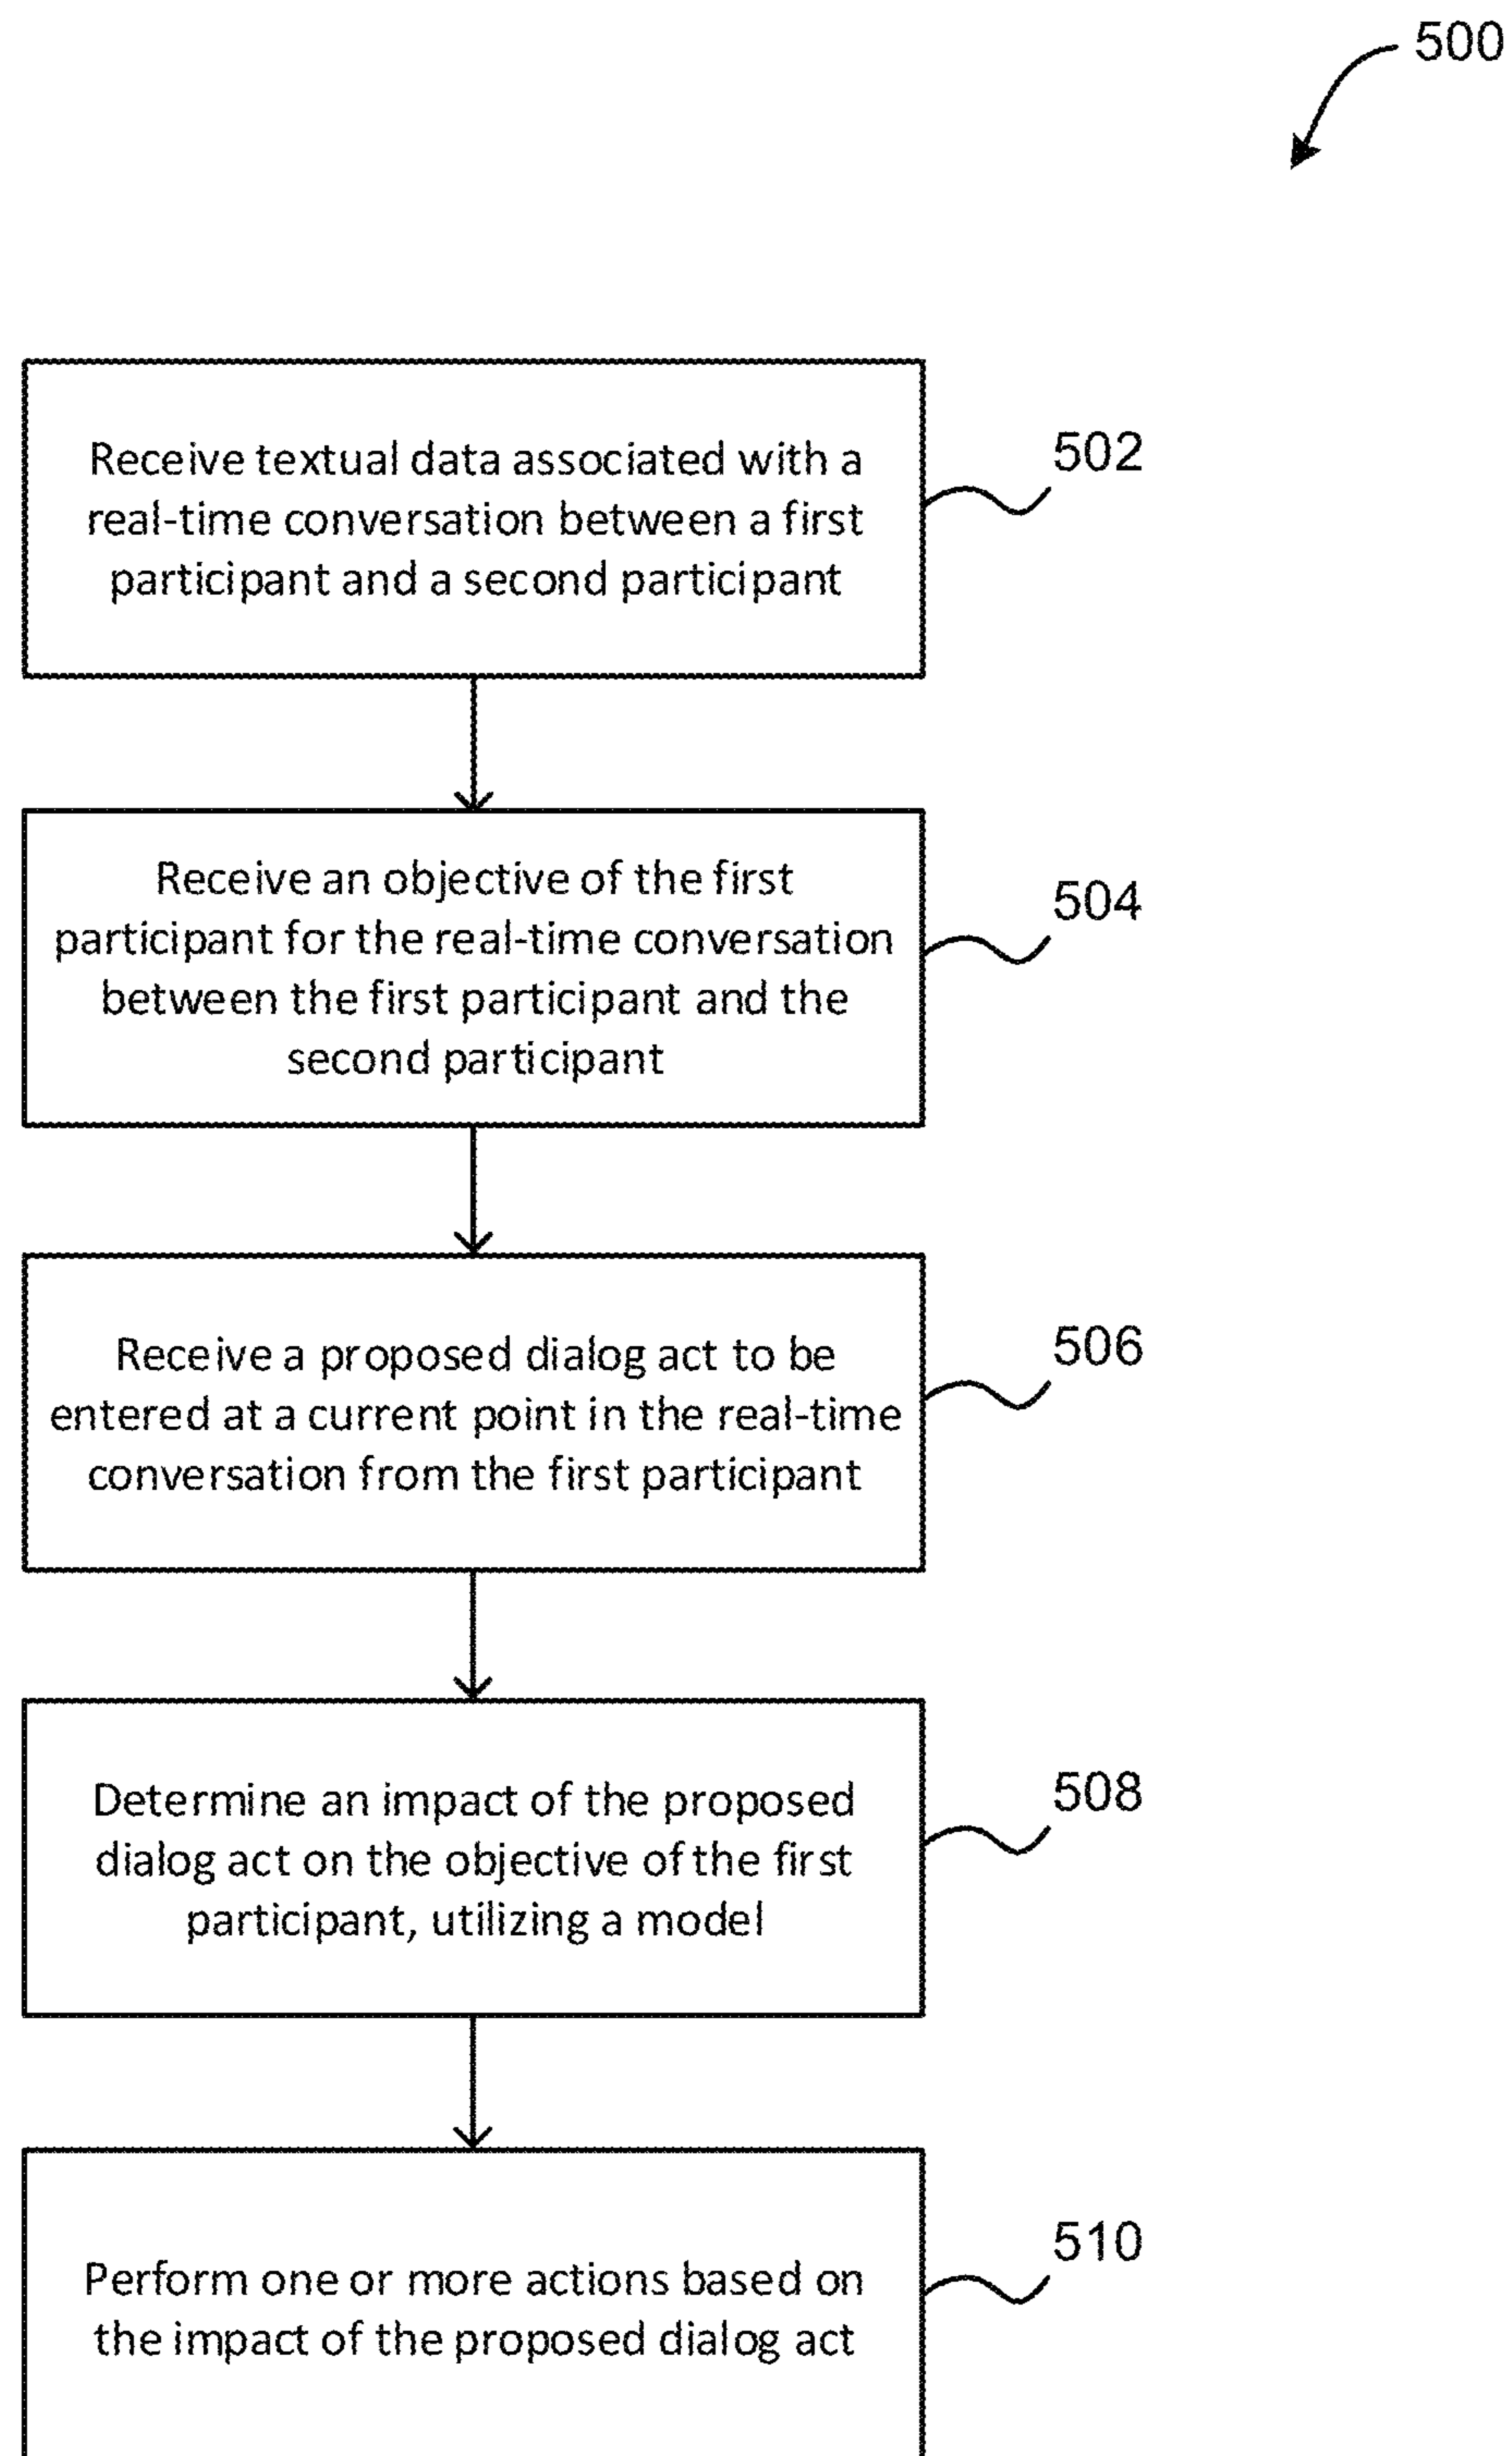 500
Receive textual data associated with a
real-time conversation between a first
participant and a second participant
502
Receive an objective of the first
participant for the real-time conversation
between the first participant and the
second participant
504
Receive a proposed dialog act to be
entered at a current point in the real-time
conversation from the first participant
506
Determine an impact of the proposed
dialog act on the objective of the first
participant, utilizing a model
508
Perform one or more actions based on
the impact of the proposed dialog act
510